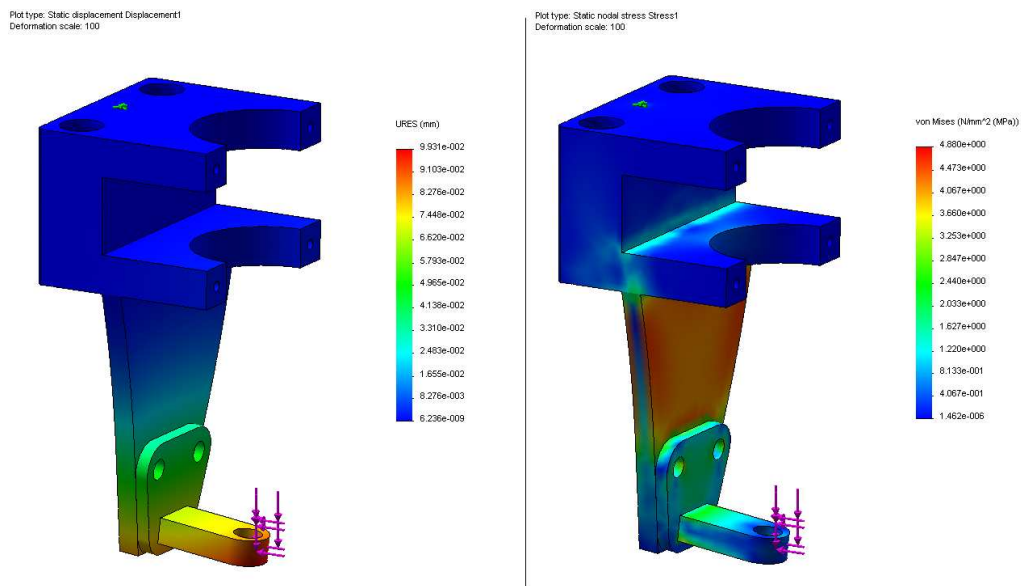 Plot type: Static displacement Displacement1
Deformation scale: 100
URES (mm)
9.931e-002
9.103e-002
8.276e-002
7.448e-002
6.620e-002
5.793e-002
4.965e-002
4.138e-002
3.310e-002
2.483e-002
1.655e-002
8.276e-003
6.236e-009
Plot type: Static nodal stress Stress1
Deformation scale: 100
von Mises (N/mm^2 (MPa))
4.880e+000
4.473e+000
4.067e+000
3.660e+000
3.253e+000
2.847e+000
2.440e+000
2.033e+000
1.627e+000
1.220e+000
8.133e-001
4.067e-001
1.462e-006